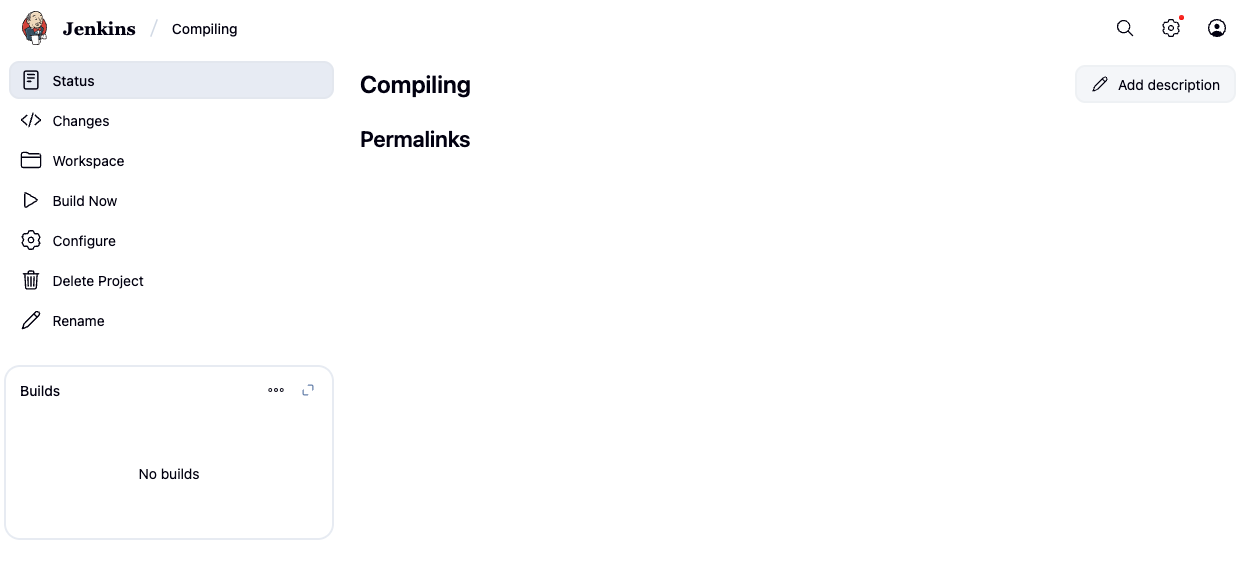 Jenkins / Compiling
Status
Changes
Workspace
Build Now
Configure
Delete Project
Rename
Builds
No builds
Compiling
Add description
Permalinks